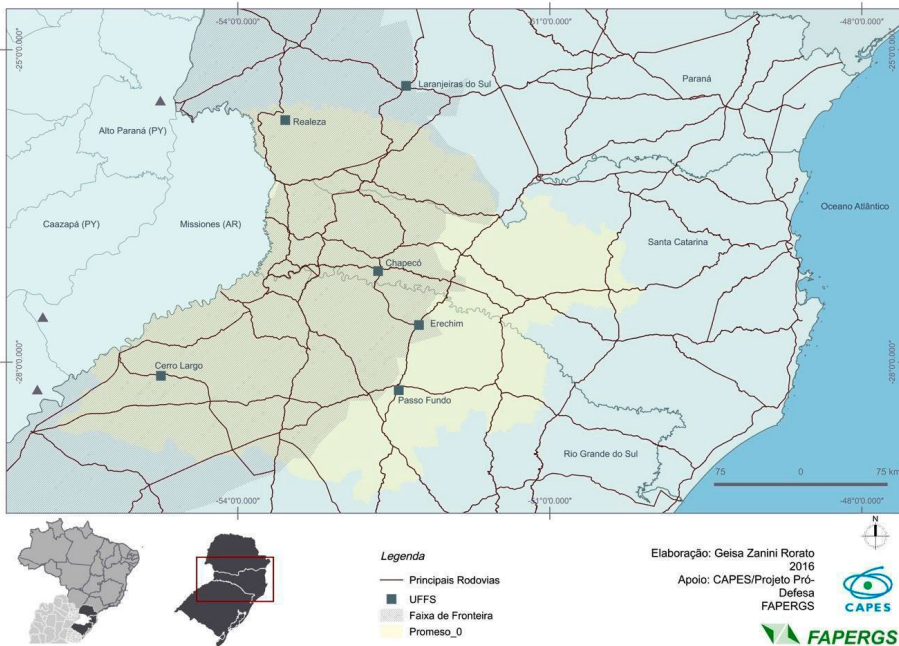 -54°0'0.000"
-51°0'0.000"
-48°0'0.000"
-25°0'0.000"
-25°0'0.000"
Laranjeiras do Sul
Paraná
Realeza
Alto Paraná (PY)
Caazapá (PY)
Missiones (AR)
Oceano Atlântico
Santa Catarina
Chapecó
Erechim
-28°0'0.000"
-28°0'0.000"
Cerro Largo
Passo Fundo
Rio Grande do Sul
75 0 75 km
-54°0'0.000"
-51°0'0.000"
-48°0'0.000"
N
Legenda
Principais Rodovias
UFFS
Faixa de Fronteira
Promeso_0
Elaboração: Geisa Zanini Rorato
2016
Apoio: CAPES/Projeto Pró-
Defesa
FAPERGS
CAPES
FAPERGS